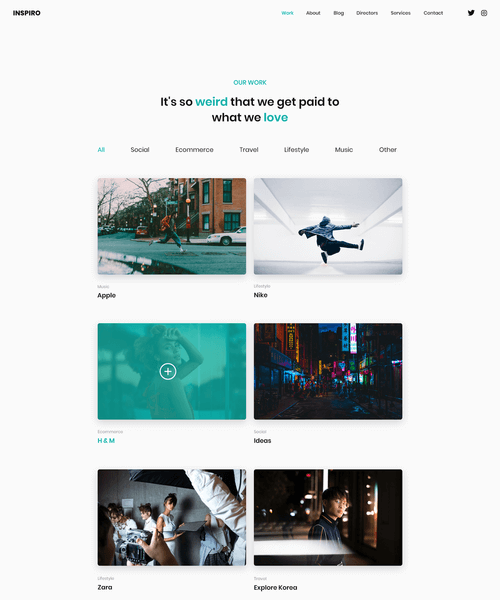 INSPIRO
Work About Blog Directors Services Contact
OUR WORK
It's so weird that we get paid to
what we love
All Social Ecommerce Travel Lifestyle Music Other
Music
Apple
Lifestyle
Nike
Ecommerce
H & M
Social
Ideas
Lifestyle
Zara
Travel
Explore Korea